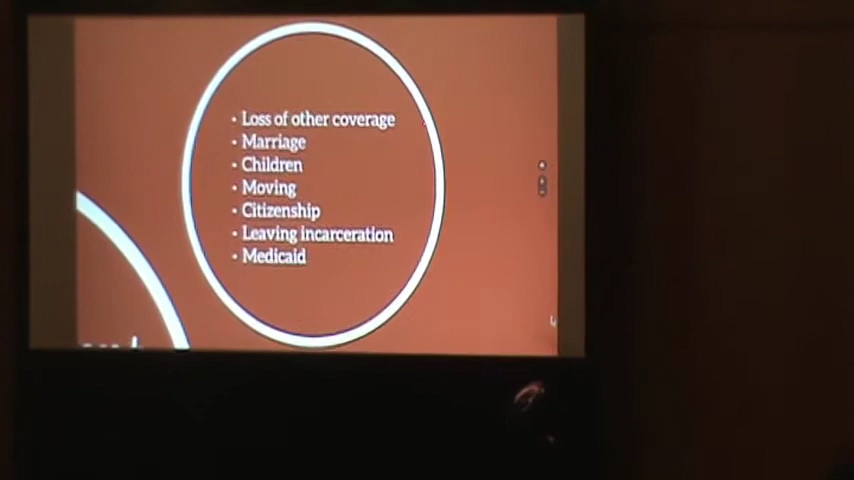 • Loss of other coverage
• Marriage
• Children
• Moving
• Citizenship
• Leaving incarceration
• Medicaid